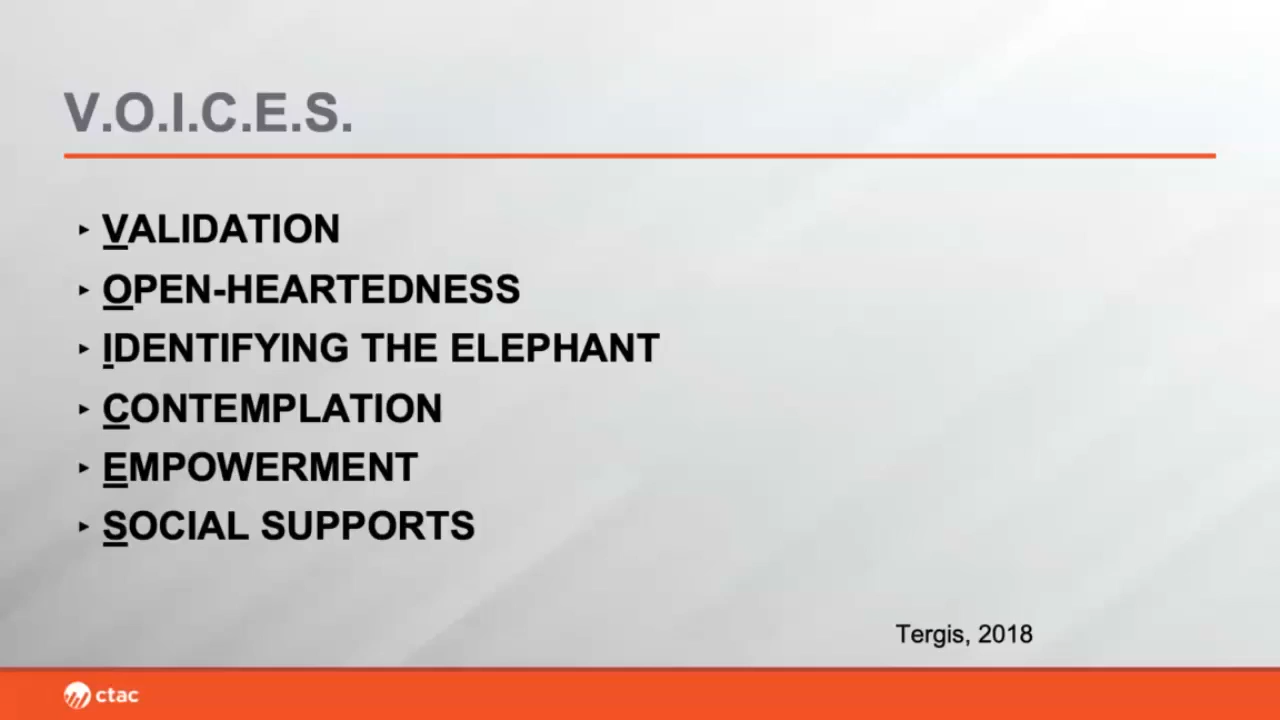 V.O.I.C.E.S.
‣ VALIDATION
‣ OPEN-HEARTEDNESS
‣ IDENTIFYING THE ELEPHANT
‣ CONTEMPLATION
‣ EMPOWERMENT
‣ SOCIAL SUPPORTS
Tergis, 2018
ctac